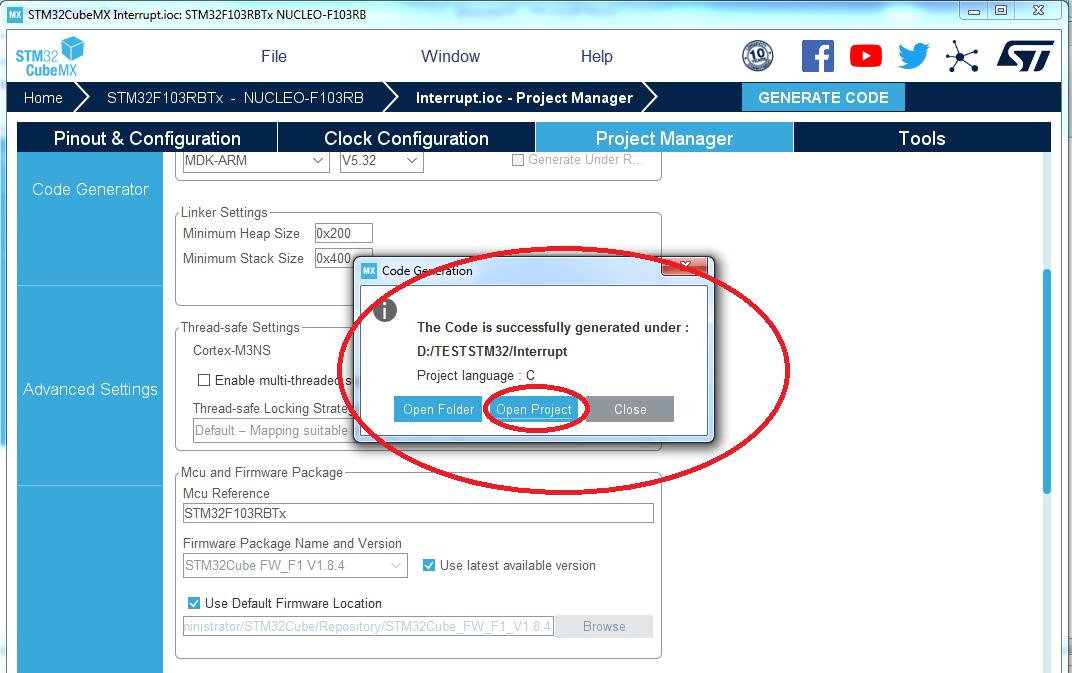 MX STM32CubeMX Interrupt.ioc: STM32F103RBTx NUCLEO-F103RB
STM32
CubeMX
File Window Help
10
ST
Home STM32F103RBTx - NUCLEO-F103RB Interrupt.ioc - Project Manager GENERATE CODE
Pinout & Configuration Clock Configuration Project Manager Tools
MDK-ARM V5.32 Generate Under R...
Code Generator
Linker Settings
Minimum Heap Size 0x200
Minimum Stack Size 0x400
MX Code Generation
The Code is successfully generated under :
D:/TESTSTM32/Interrupt
Project language : C
Open Folder Open Project Close
Thread-safe Settings
Cortex-M3NS
Enable multi-threaded s
Advanced Settings
Thread-safe Locking Strate
Default – Mapping suitable
Mcu and Firmware Package
Mcu Reference
STM32F103RBTx
Firmware Package Name and Version
STM32Cube FW_F1 V1.8.4 Use latest available version
Use Default Firmware Location
ninistrator/STM32Cube/Repository/STM32Cube_FW_F1_V1.8.4 Browse